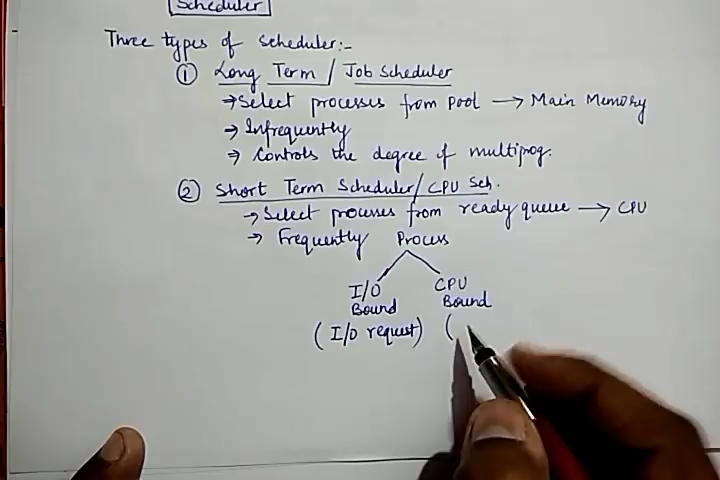 Scheduler
Three types of Scheduler:-
① Long Term / Job Scheduler
→ Select processes from pool → Main Memory
→ Infrequently
→ Controls the degree of multiprog.
② Short Term Scheduler / CPU Sch.
→ Select processes from ready queue → CPU
→ Frequently Process
I/O CPU
Bound Bound
(I/O request) (